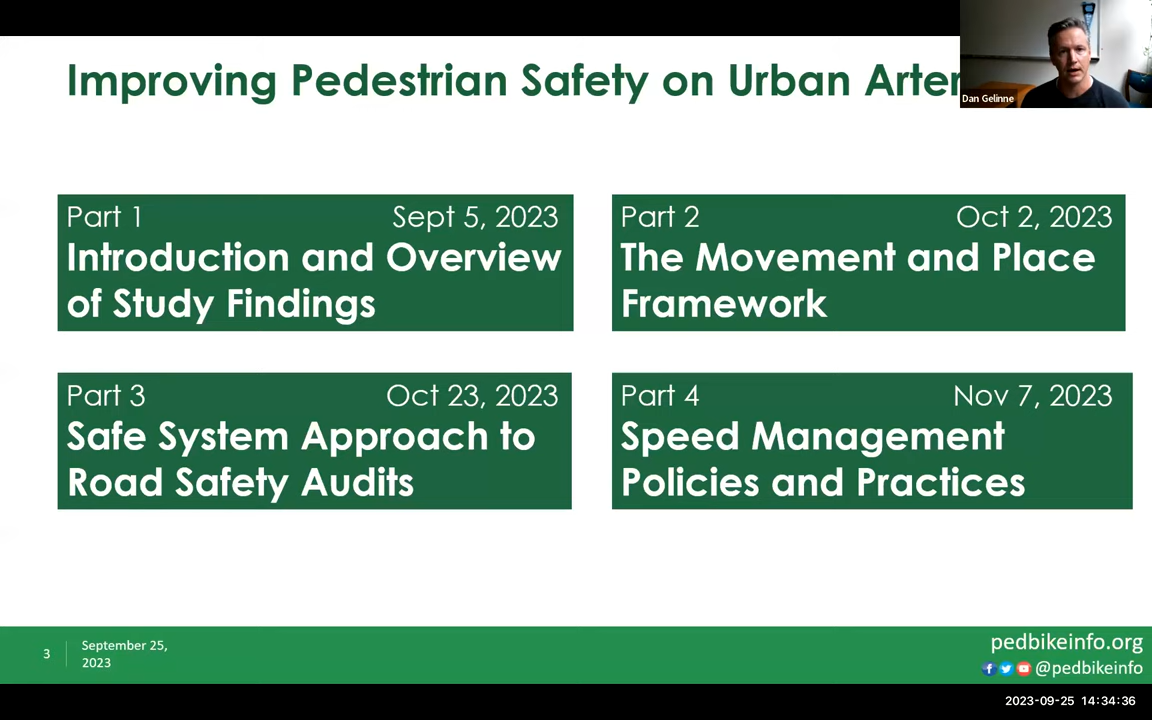 Improving Pedestrian Safety on Urban
Dan Gelinne
Part 1 Sept 5, 2023
Introduction and Overview
of Study Findings
Part 2 Oct 2, 2023
The Movement and Place
Framework
Part 3 Oct 23, 2023
Safe System Approach to
Road Safety Audits
Part 4 Nov 7, 2023
Speed Management
Policies and Practices
3
September 25,
2023
pedbikeinfo.org
@pedbikeinfo
2023-09-25 14:34:36